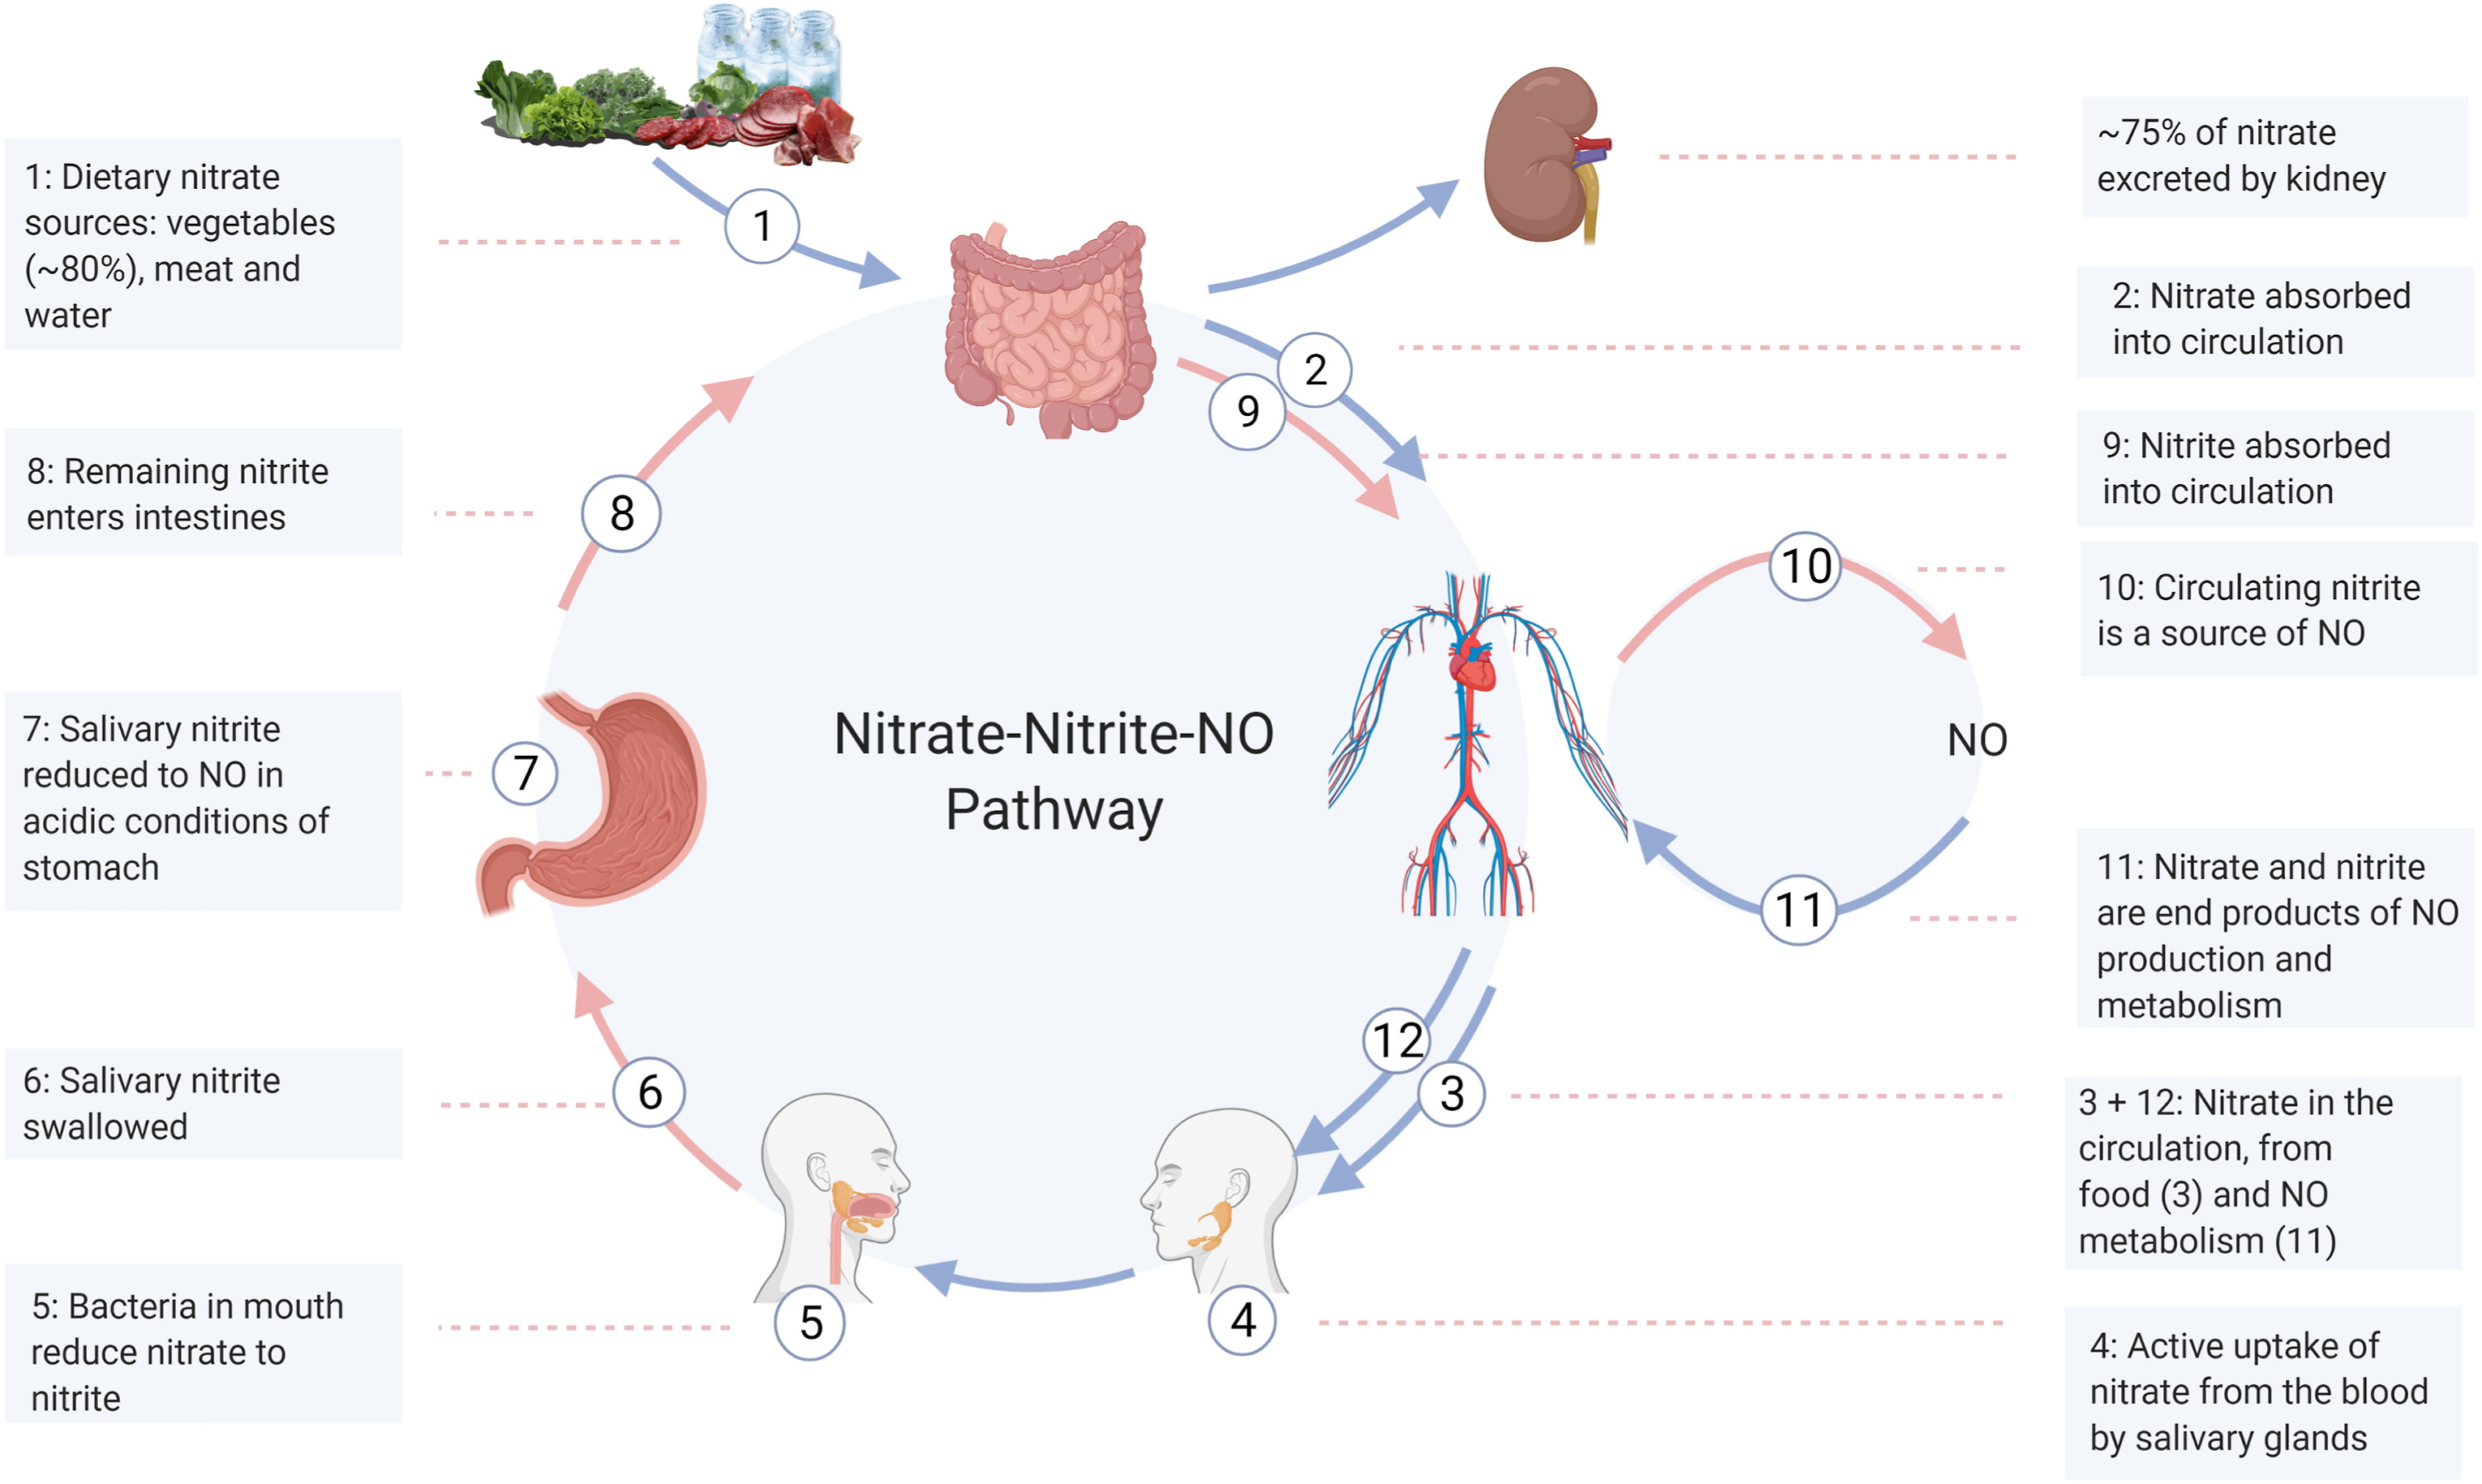 1: Dietary nitrate
sources: vegetables
(~80%), meat and
water
8: Remaining nitrite
enters intestines
7: Salivary nitrite
reduced to NO in
acidic conditions of
stomach
6: Salivary nitrite
swallowed
5: Bacteria in mouth
reduce nitrate to
nitrite
1
2
9
8
10
7
Nitrate-Nitrite-NO
Pathway
NO
11
12
3
6
5
4
~75% of nitrate
excreted by kidney
2: Nitrate absorbed
into circulation
9: Nitrite absorbed
into circulation
10: Circulating nitrite
is a source of NO
11: Nitrate and nitrite
are end products of NO
production and
metabolism
3 + 12: Nitrate in the
circulation, from
food (3) and NO
metabolism (11)
4: Active uptake of
nitrate from the blood
by salivary glands